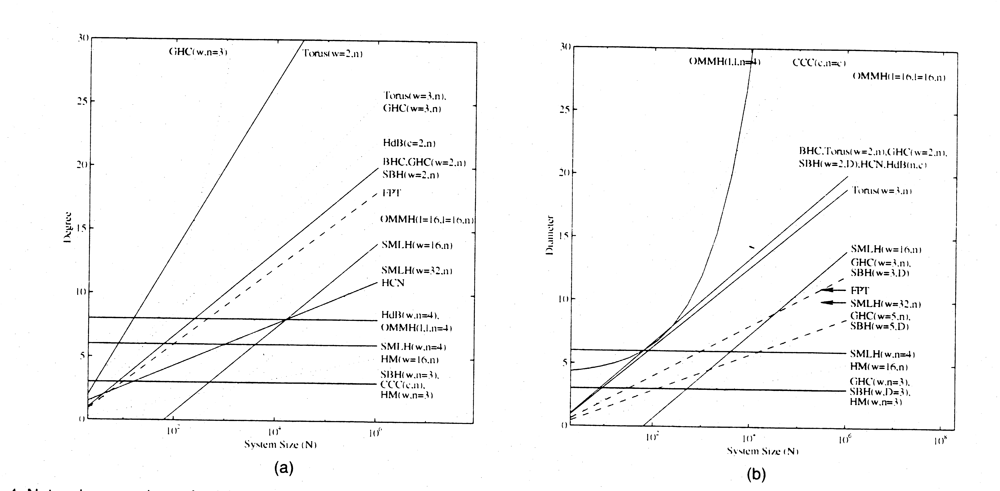 30
25
20
15
10
5
0
Degree
GHC(w,n=3)
Torus(w=2,n)
Torus(w=3,n),
GHC(w=3,n)
HdB(c=2,n)
BHC,GHC(w=2,n)
SBH(w=2,n)
FPT
OMMH(l=16,l=16,n)
SMLH(w=16,n)
SMLH(w=32,n)
HCN
HdB(w,n=4),
OMMH(l,l,n=4)
SMLH(w,n=4)
HM(w=16,n)
SBH(w,n=3),
CCC(c,n),
HM(w,n=3)
10² 10⁴ 10⁶
System Size (N)
(a)
30
25
20
15
10
5
0
Diameter
OMMH(l,l,n=4)
CCC(c,n=c)
OMMH(l=16,l=16,n)
BHC,Torus(w=2,n),GHC(w=2,n),
SBH(w=2,D),HCN,HdB(n,c)
Torus(w=3,n)
SMLH(w=16,n)
GHC(w=3,n),
SBH(w=3,D)
FPT
SMLH(w=32,n)
GHC(w=5,n),
SBH(w=5,D)
SMLH(w,n=4)
HM(w=16,n)
GHC(w,n=3),
SBH(w,D=3),
HM(w,n=3)
10² 10⁴ 10⁶ 10⁸
System Size (N)
(b)